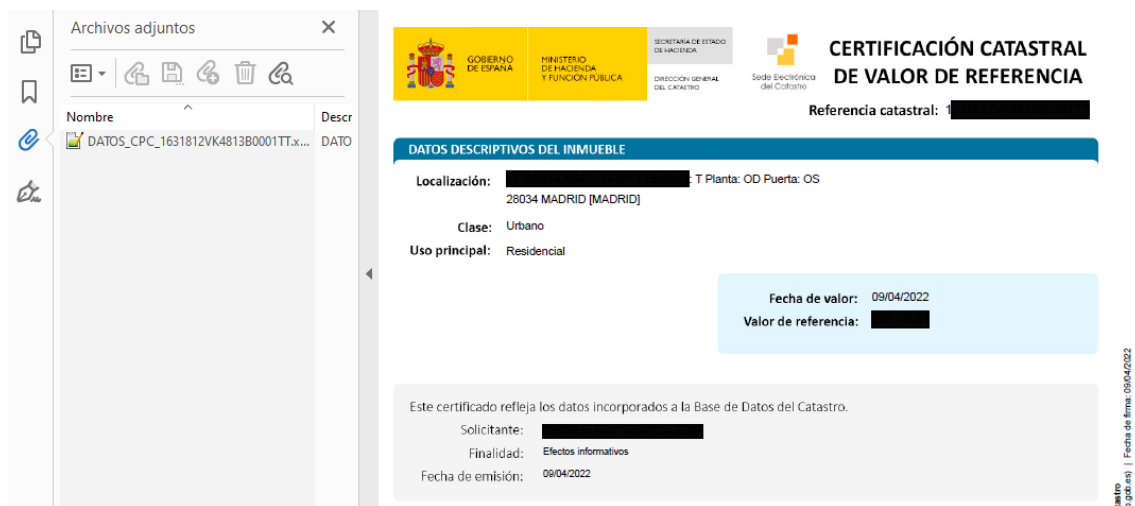 Archivos adjuntos
Nombre
Descr
DATOS_CPC_1631812VK4813B0001TT.x...
DATO
GOBIERNO
DE ESPAÑA
MINISTERIO
DE HACIENDA
Y FUNCIÓN PÚBLICA
SECRETARÍA DE ESTADO
DE HACIENDA
DIRECCIÓN GENERAL
DEL CATASTRO
Sede Electrónica
del Catastro
CERTIFICACIÓN CATASTRAL
DE VALOR DE REFERENCIA
Referencia catastral: 1
DATOS DESCRIPTIVOS DEL INMUEBLE
Localización: : T Planta: OD Puerta: OS
28034 MADRID [MADRID]
Clase: Urbano
Uso principal: Residencial
Fecha de valor: 09/04/2022
Valor de referencia:
Este certificado refleja los datos incorporados a la Base de Datos del Catastro.
Solicitante:
Finalidad: Efectos informativos
Fecha de emisión: 09/04/2022
astro
o.gob.es) | Fecha de firma: 09/04/2022